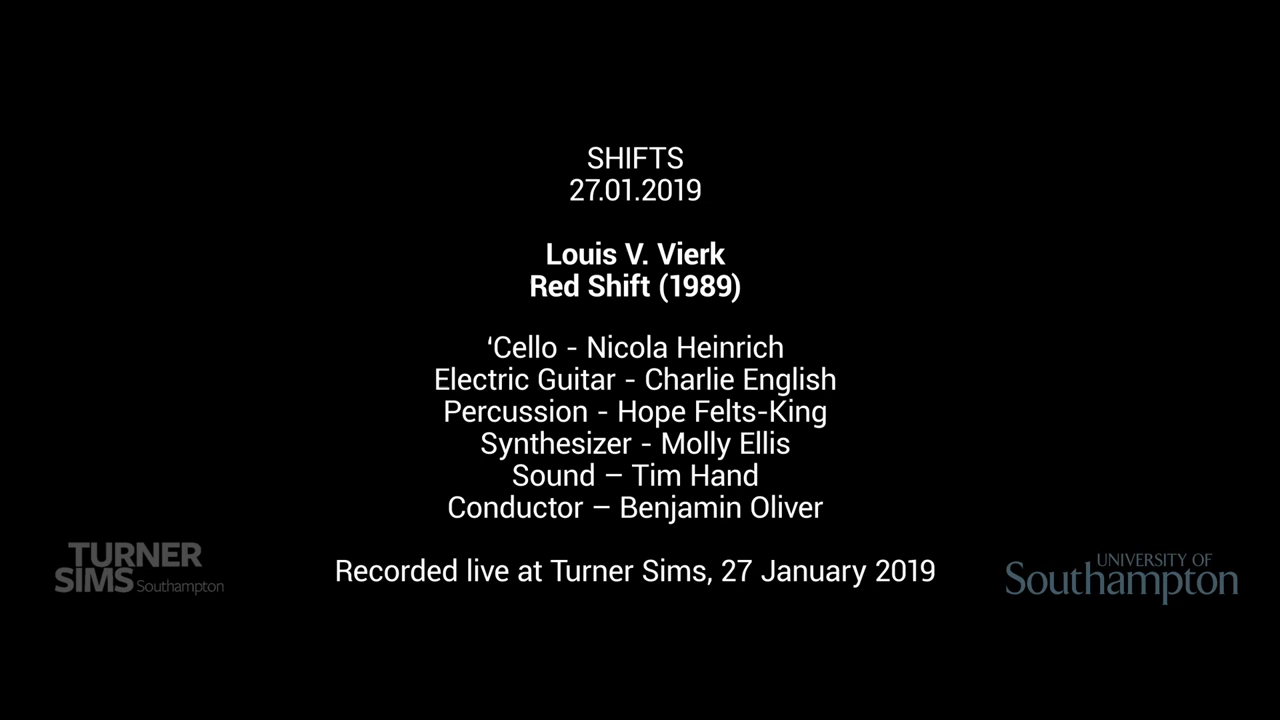 SHIFTS
27.01.2019
Louis V. Vierk
Red Shift (1989)
‘Cello - Nicola Heinrich
Electric Guitar - Charlie English
Percussion - Hope Felts-King
Synthesizer - Molly Ellis
Sound – Tim Hand
Conductor – Benjamin Oliver
Recorded live at Turner Sims, 27 January 2019
TURNER
SIMS Southampton
UNIVERSITY OF
Southampton